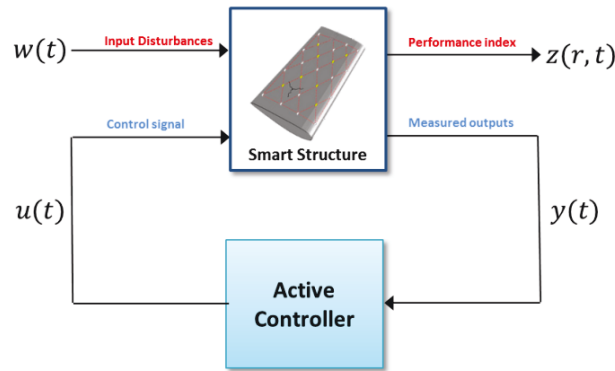 w(t) Input Disturbances Performance index z(r, t)
Control signal Measured outputs
Smart Structure
u(t) y(t)
Active
Controller